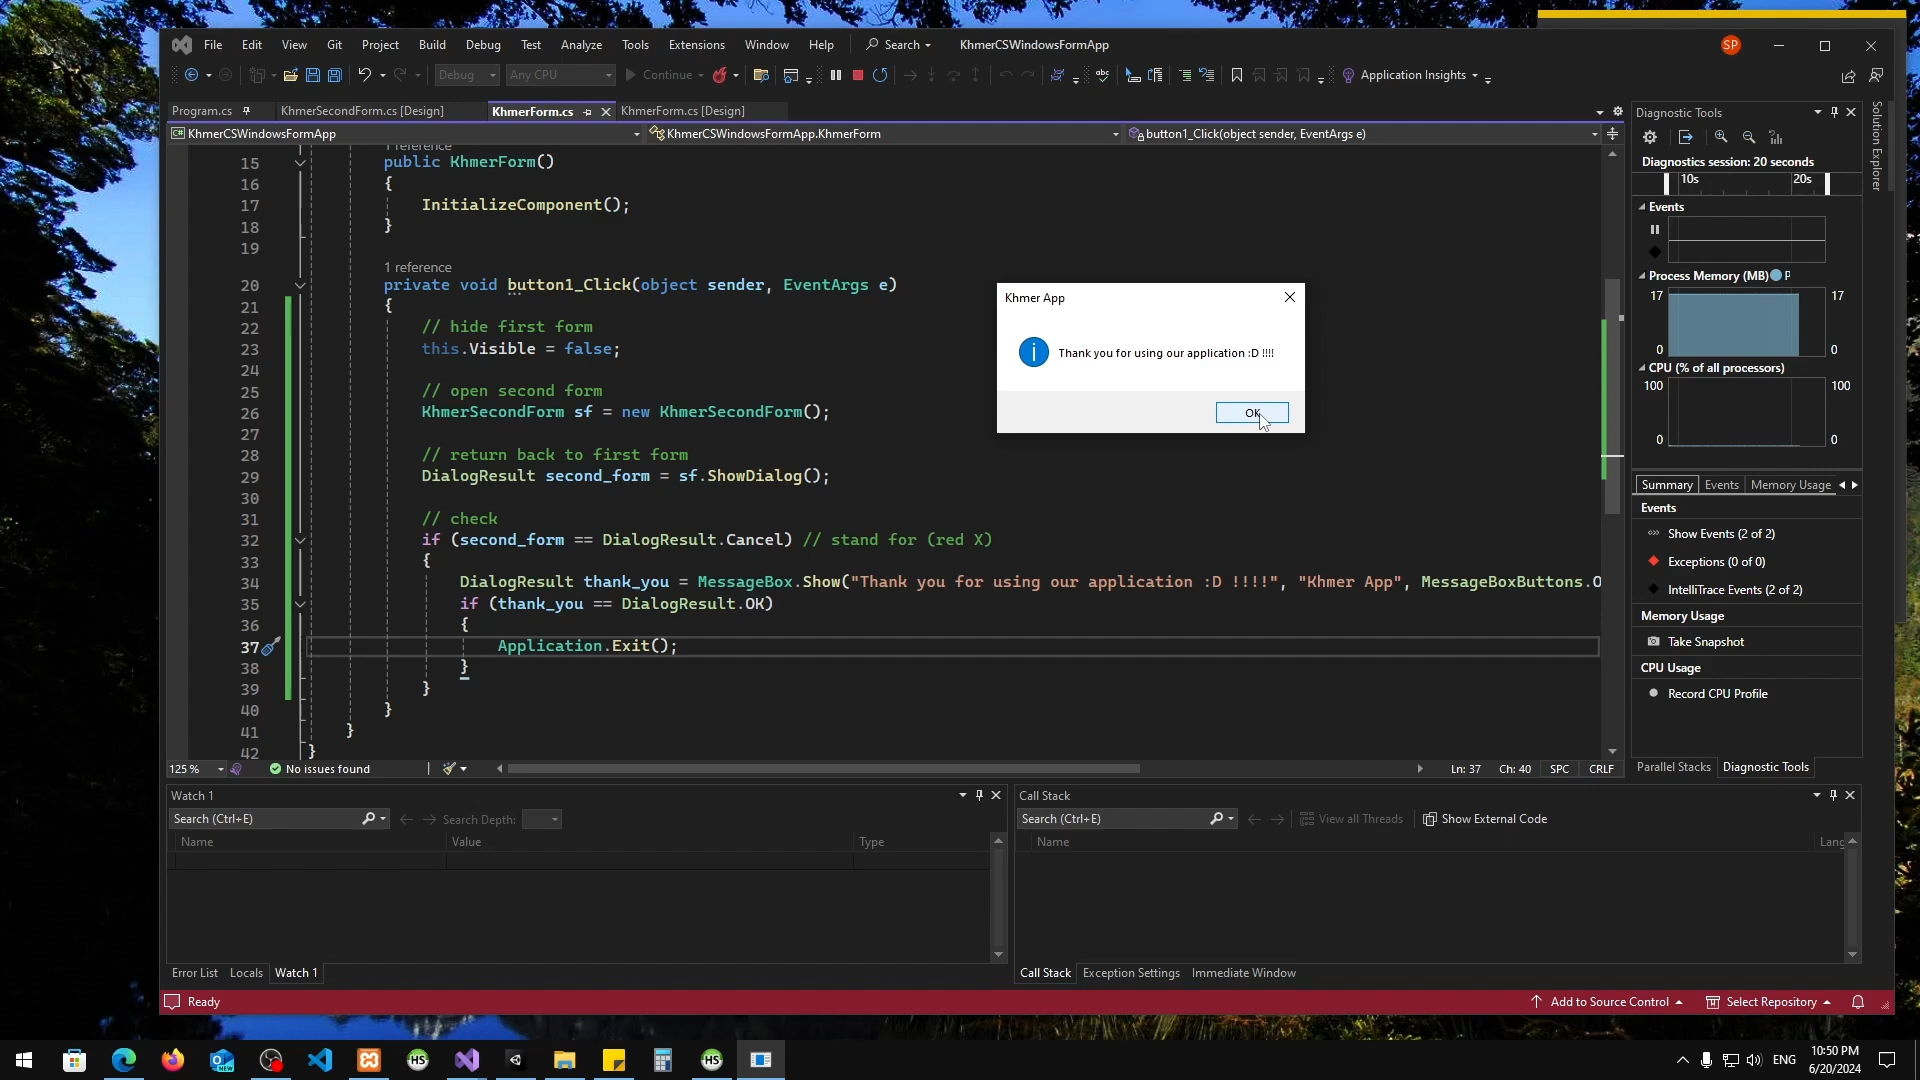 File Edit View Git Project Build Debug Test Analyze Tools Extensions Window Help Search KhmerCSWindowsFormApp SP
Debug Any CPU Continue Application Insights
Program.cs KhmerSecondForm.cs [Design] KhmerForm.cs KhmerForm.cs [Design]
KhmerCSWindowsFormApp KhmerCSWindowsFormApp.KhmerForm button1_Click(object sender, EventArgs e)
1 reference
15 public KhmerForm()
16 {
17 InitializeComponent();
18 }
19
1 reference
20 private void button1_Click(object sender, EventArgs e)
21 {
22 // hide first form
23 this.Visible = false;
24
25 // open second form
26 KhmerSecondForm sf = new KhmerSecondForm();
27
28 // return back to first form
29 DialogResult second_form = sf.ShowDialog();
30
31 // check
32 if (second_form == DialogResult.Cancel) // stand for (red X)
33 {
34 DialogResult thank_you = MessageBox.Show("Thank you for using our application :D !!!!", "Khmer App", MessageBoxButtons.O
35 if (thank_you == DialogResult.OK)
36 {
37 Application.Exit();
38 }
39 }
40 }
41 }
42 }
Khmer App
Thank you for using our application :D !!!!
OK
125 % No issues found Ln: 37 Ch: 40 SPC CRLF
Diagnostic Tools
Diagnostics session: 20 seconds
10s 20s
Events
Process Memory (MB) P
17 17
0 0
CPU (% of all processors)
100 100
0 0
Summary Events Memory Usage
Events
Show Events (2 of 2)
Exceptions (0 of 0)
IntelliTrace Events (2 of 2)
Memory Usage
Take Snapshot
CPU Usage
Record CPU Profile
Parallel Stacks Diagnostic Tools
Solution Explorer
Watch 1
Search (Ctrl+E) Search Depth:
Name Value Type
Error List Locals Watch 1
Call Stack
Search (Ctrl+E) View all Threads Show External Code
Name Lang
Call Stack Exception Settings Immediate Window
Ready Add to Source Control Select Repository
NEW HS HS
ENG 10:50 PM
6/20/2024